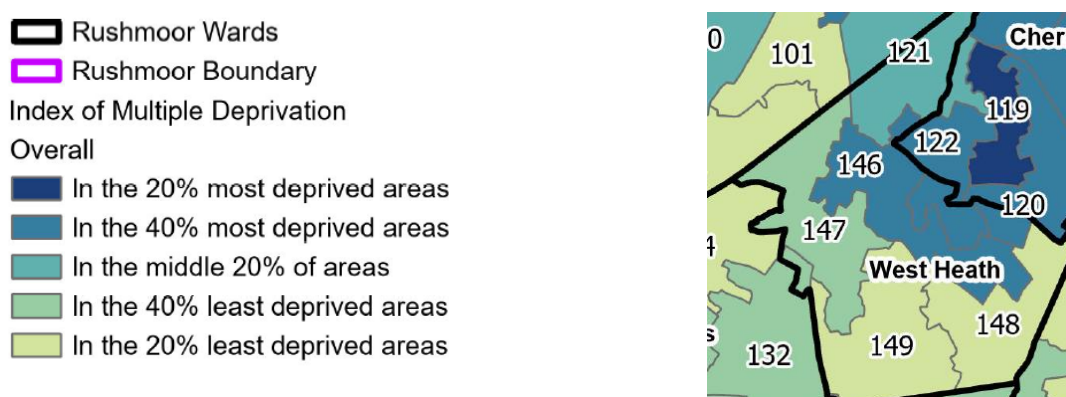 Rushmoor Wards
Rushmoor Boundary
Index of Multiple Deprivation
Overall
In the 20% most deprived areas
In the 40% most deprived areas
In the middle 20% of areas
In the 40% least deprived areas
In the 20% least deprived areas
0
101
121
Cher
119
122
146
120
147
4
West Heath
148
s
132
149